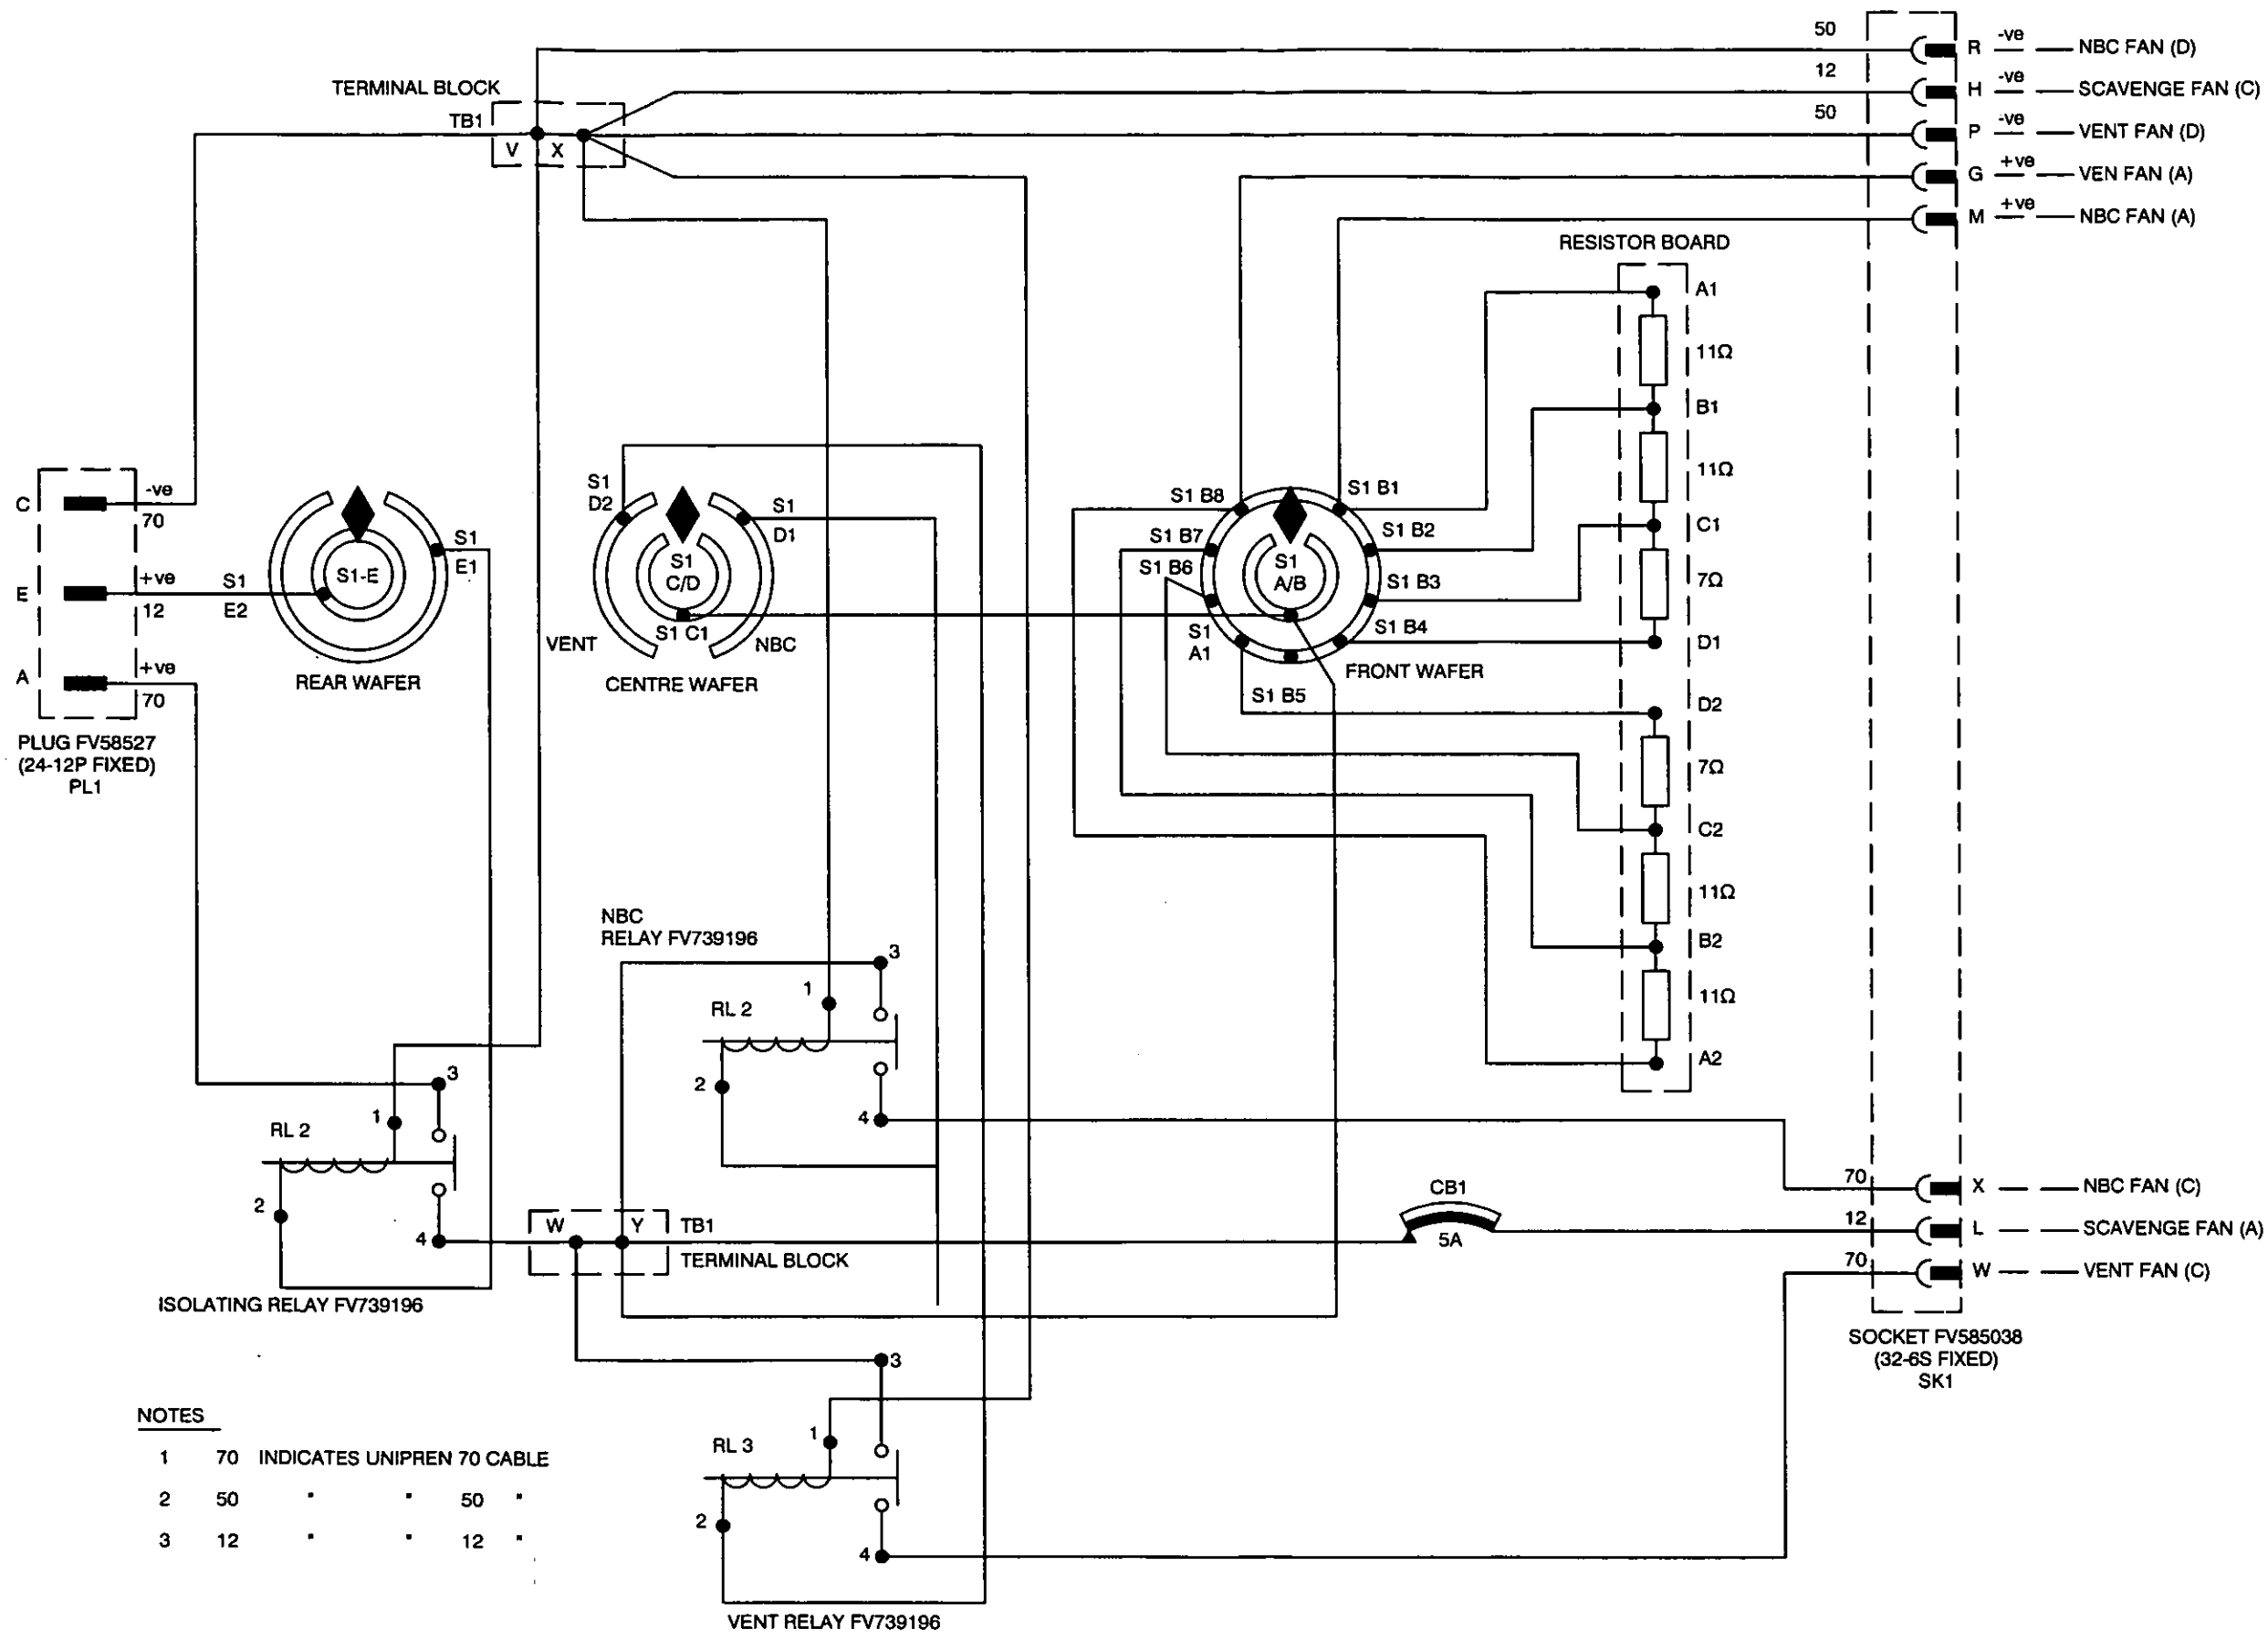 50
R -ve NBC FAN (D)
12
H -ve SCAVENGE FAN (C)
50
P -ve VENT FAN (D)
G +ve VEN FAN (A)
M +ve NBC FAN (A)
TERMINAL BLOCK
TB1
V X
RESISTOR BOARD
A1
11Ω
B1
11Ω
C1
7Ω
D1
D2
7Ω
C2
11Ω
B2
11Ω
A2
C -ve
70
E +ve
12
A +ve
70
PLUG FV58527
(24-12P FIXED)
PL1
S1
E2
S1-E
S1
E1
REAR WAFER
S1
D2
S1
C/D
S1
D1
S1 C1
VENT
NBC
CENTRE WAFER
S1 B8
S1 B1
S1 B7
S1 B2
S1 B6
S1
A/B
S1 B3
S1
A1
S1 B4
S1 B5
FRONT WAFER
NBC
RELAY FV739196
3
1
RL 2
2
4
3
1
RL 2
2
4
ISOLATING RELAY FV739196
W Y TB1
TERMINAL BLOCK
CB1
5A
70 X NBC FAN (C)
12 L SCAVENGE FAN (A)
70 W VENT FAN (C)
SOCKET FV585038
(32-6S FIXED)
SK1
3
1
RL 3
2
4
VENT RELAY FV739196
NOTES
1 70 INDICATES UNIPREN 70 CABLE
2 50 " " 50 "
3 12 " " 12 "